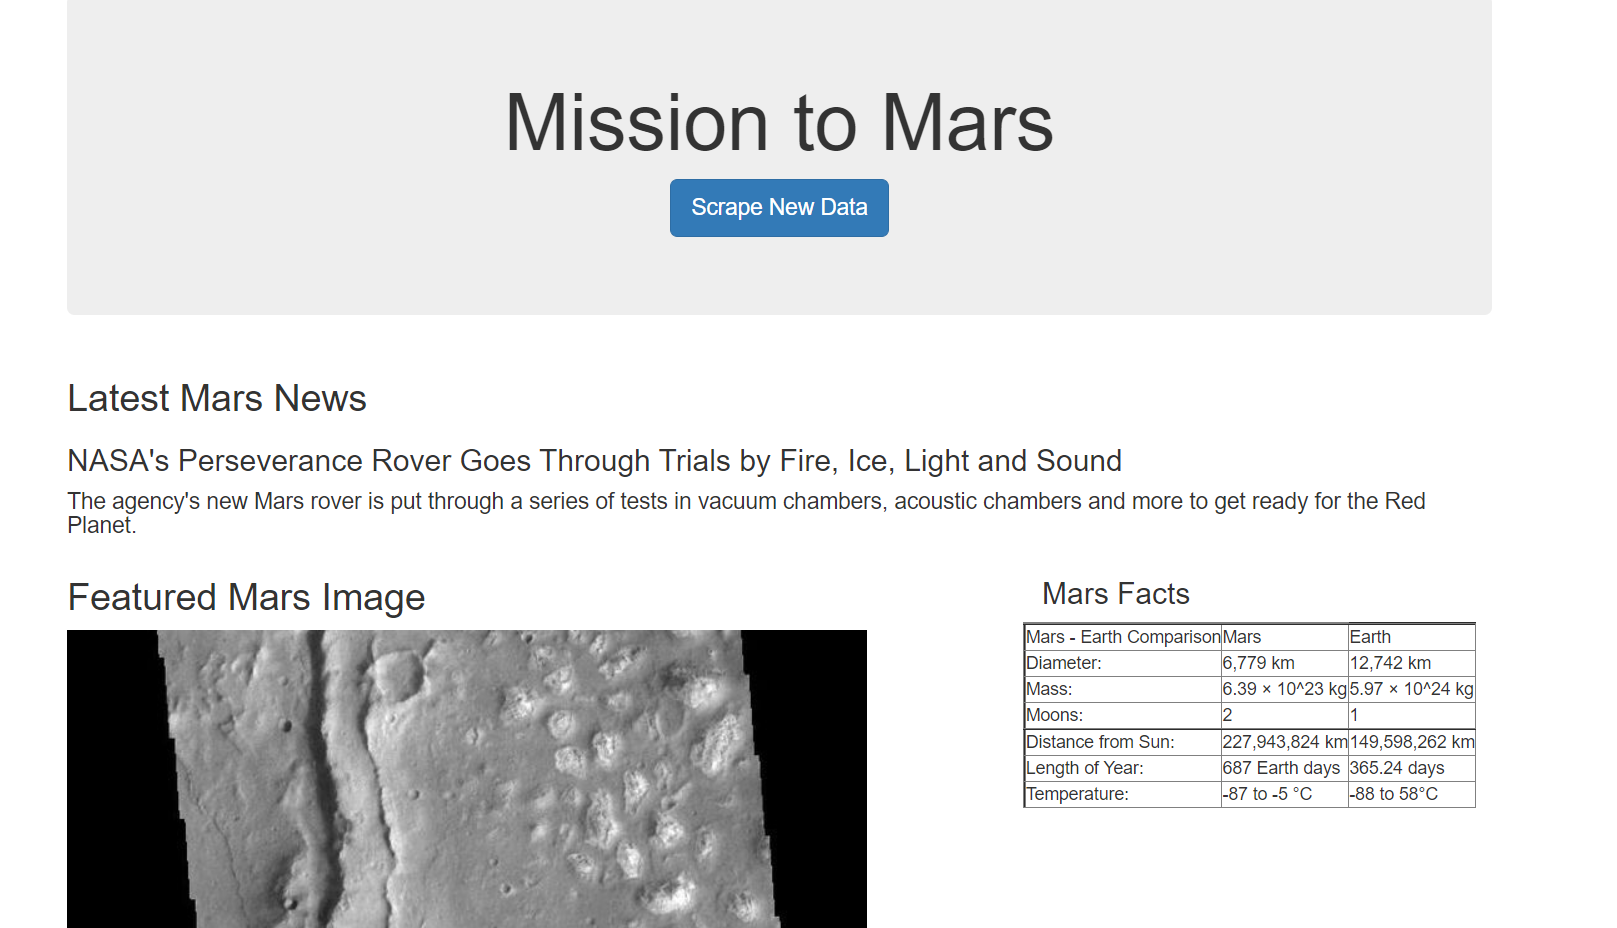 Mission to Mars
Scrape New Data
Latest Mars News
NASA's Perseverance Rover Goes Through Trials by Fire, Ice, Light and Sound
The agency's new Mars rover is put through a series of tests in vacuum chambers, acoustic chambers and more to get ready for the Red
Planet.
Featured Mars Image
Mars Facts
Mars - Earth Comparison Mars Earth
Diameter: 6,779 km 12,742 km
Mass: 6.39 × 10^23 kg 5.97 × 10^24 kg
Moons: 2 1
Distance from Sun: 227,943,824 km 149,598,262 km
Length of Year: 687 Earth days 365.24 days
Temperature: -87 to -5 °C -88 to 58°C